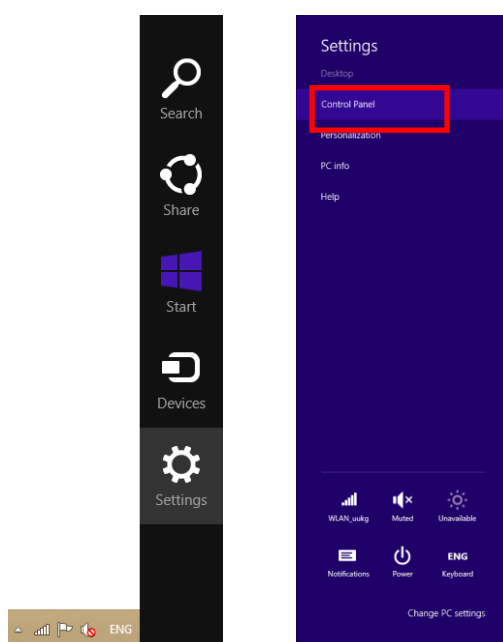 Search
Share
Start
Devices
Settings
ENG
Settings
Desktop
Control Panel
Personalization
PC info
Help
WLAN_uukg
Muted
Unavailable
Notifications
Power
ENG
Keyboard
Change PC settings